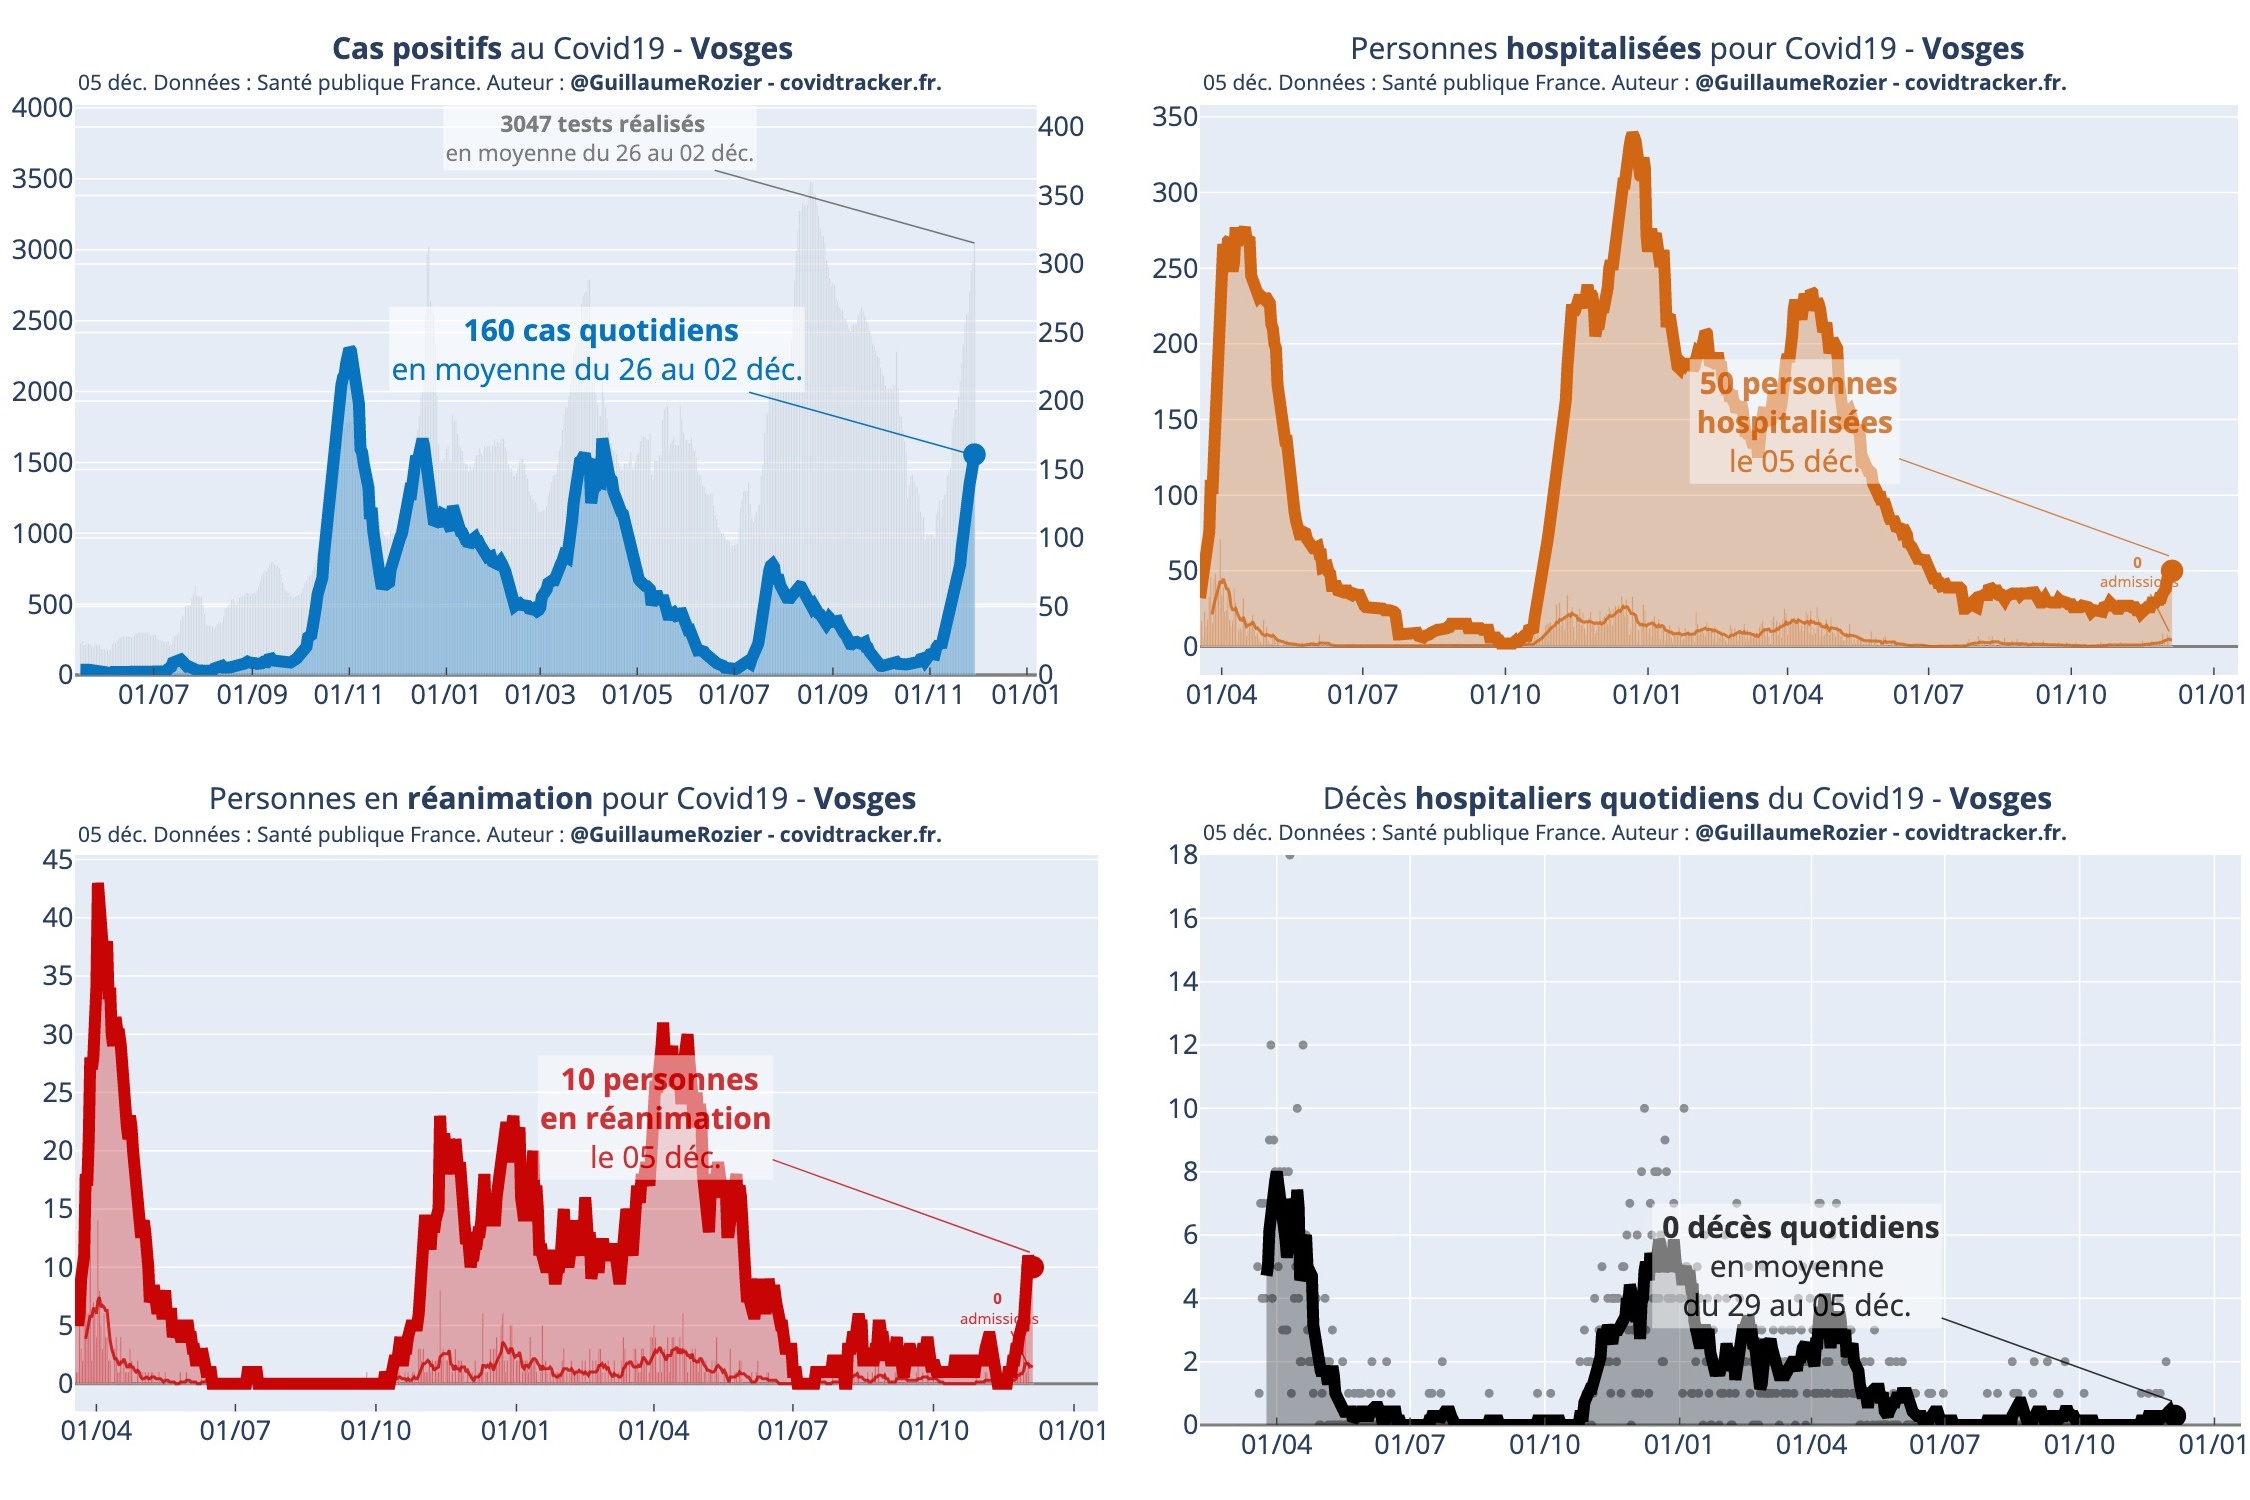 Cas positifs au Covid19 - Vosges
05 déc. Données : Santé publique France. Auteur : @GuillaumeRozier - covidtracker.fr.
4000
3500
3000
2500
2000
1500
1000
500
0
400
350
300
250
200
150
100
50
0
3047 tests réalisés
en moyenne du 26 au 02 déc.
160 cas quotidiens
en moyenne du 26 au 02 déc.
01/07 01/09 01/11 01/01 01/03 01/05 01/07 01/09 01/11 01/01
Personnes hospitalisées pour Covid19 - Vosges
05 déc. Données : Santé publique France. Auteur : @GuillaumeRozier - covidtracker.fr.
350
300
250
200
150
100
50
0
50 personnes
hospitalisées
le 05 déc.
0
admissions
01/04 01/07 01/10 01/01 01/04 01/07 01/10 01/01
Personnes en réanimation pour Covid19 - Vosges
05 déc. Données : Santé publique France. Auteur : @GuillaumeRozier - covidtracker.fr.
45
40
35
30
25
20
15
10
5
0
10 personnes
en réanimation
le 05 déc.
0
admissions
01/04 01/07 01/10 01/01 01/04 01/07 01/10 01/01
Décès hospitaliers quotidiens du Covid19 - Vosges
05 déc. Données : Santé publique France. Auteur : @GuillaumeRozier - covidtracker.fr.
18
16
14
12
10
8
6
4
2
0
0 décès quotidiens
en moyenne
du 29 au 05 déc.
01/04 01/07 01/10 01/01 01/04 01/07 01/10 01/01